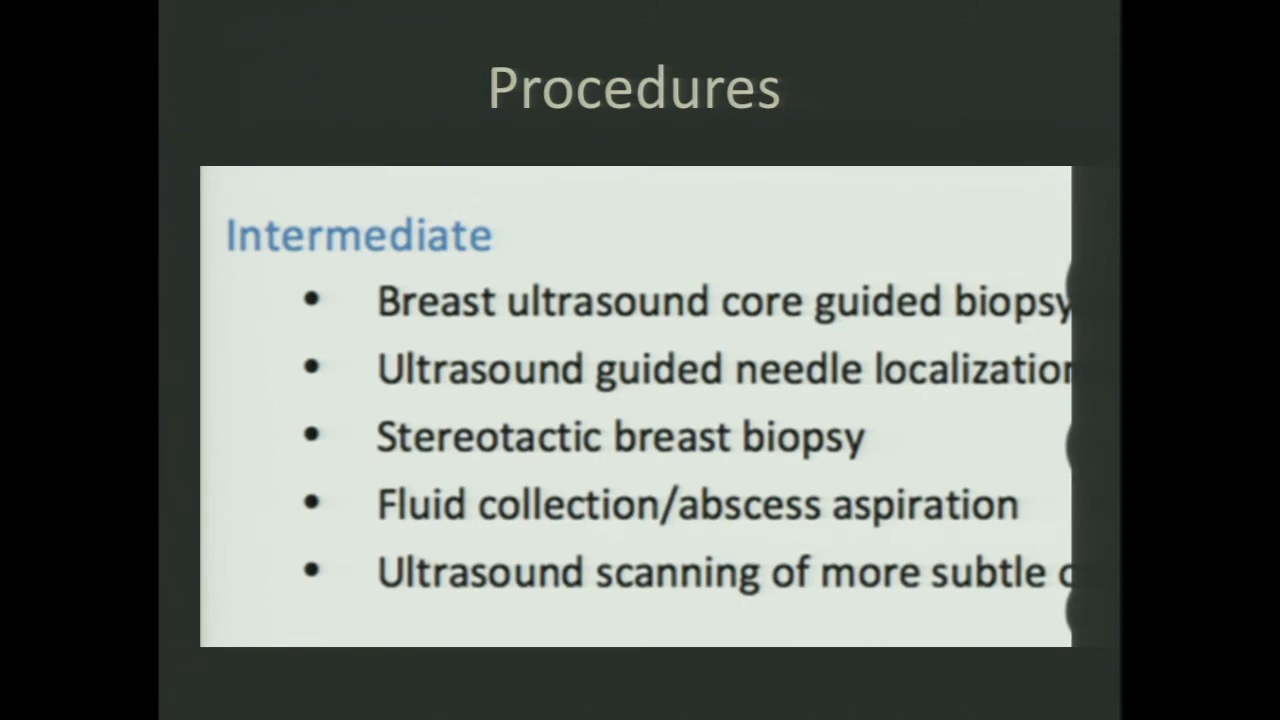 Procedures
Intermediate
• Breast ultrasound core guided biopsy
• Ultrasound guided needle localization
• Stereotactic breast biopsy
• Fluid collection/abscess aspiration
• Ultrasound scanning of more subtle